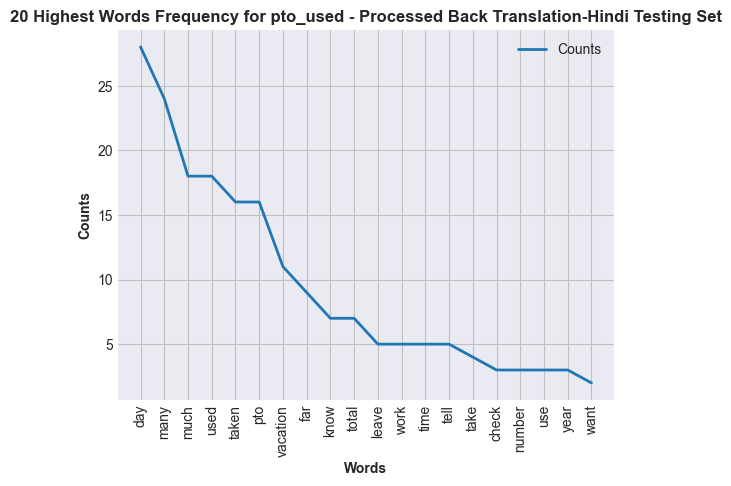 20 Highest Words Frequency for pto_used - Processed Back Translation-Hindi Testing Set
Counts
25
20
15
10
5
Counts
day
many
much
used
taken
pto
vacation
far
know
total
leave
work
time
tell
take
check
number
use
year
want
Words